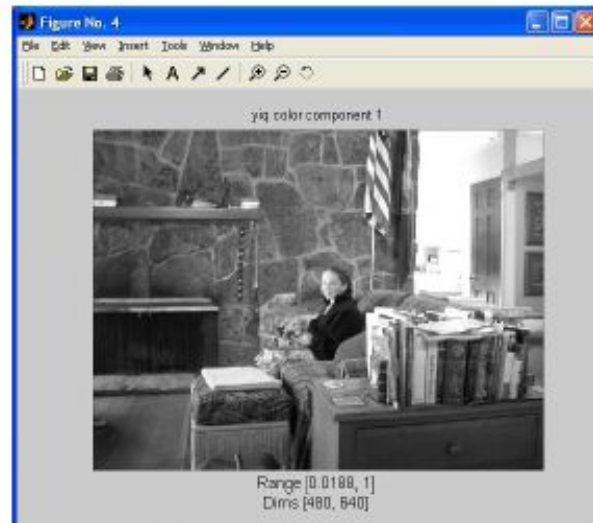 Figure No. 4
File Edit View Insert Tools Window Help
A
yiq color component 1
Range [0.0188, 1]
Dims [480, 640]